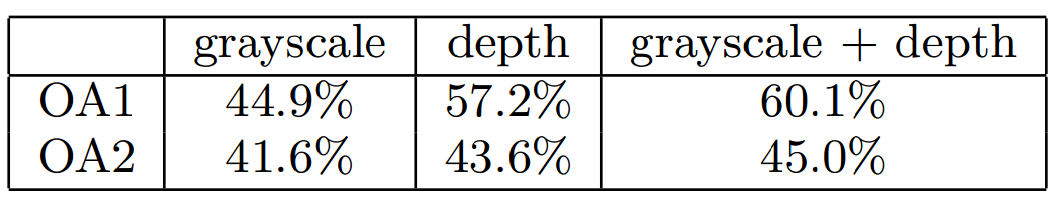 grayscale depth grayscale + depth
OA1 44.9% 57.2% 60.1%
OA2 41.6% 43.6% 45.0%